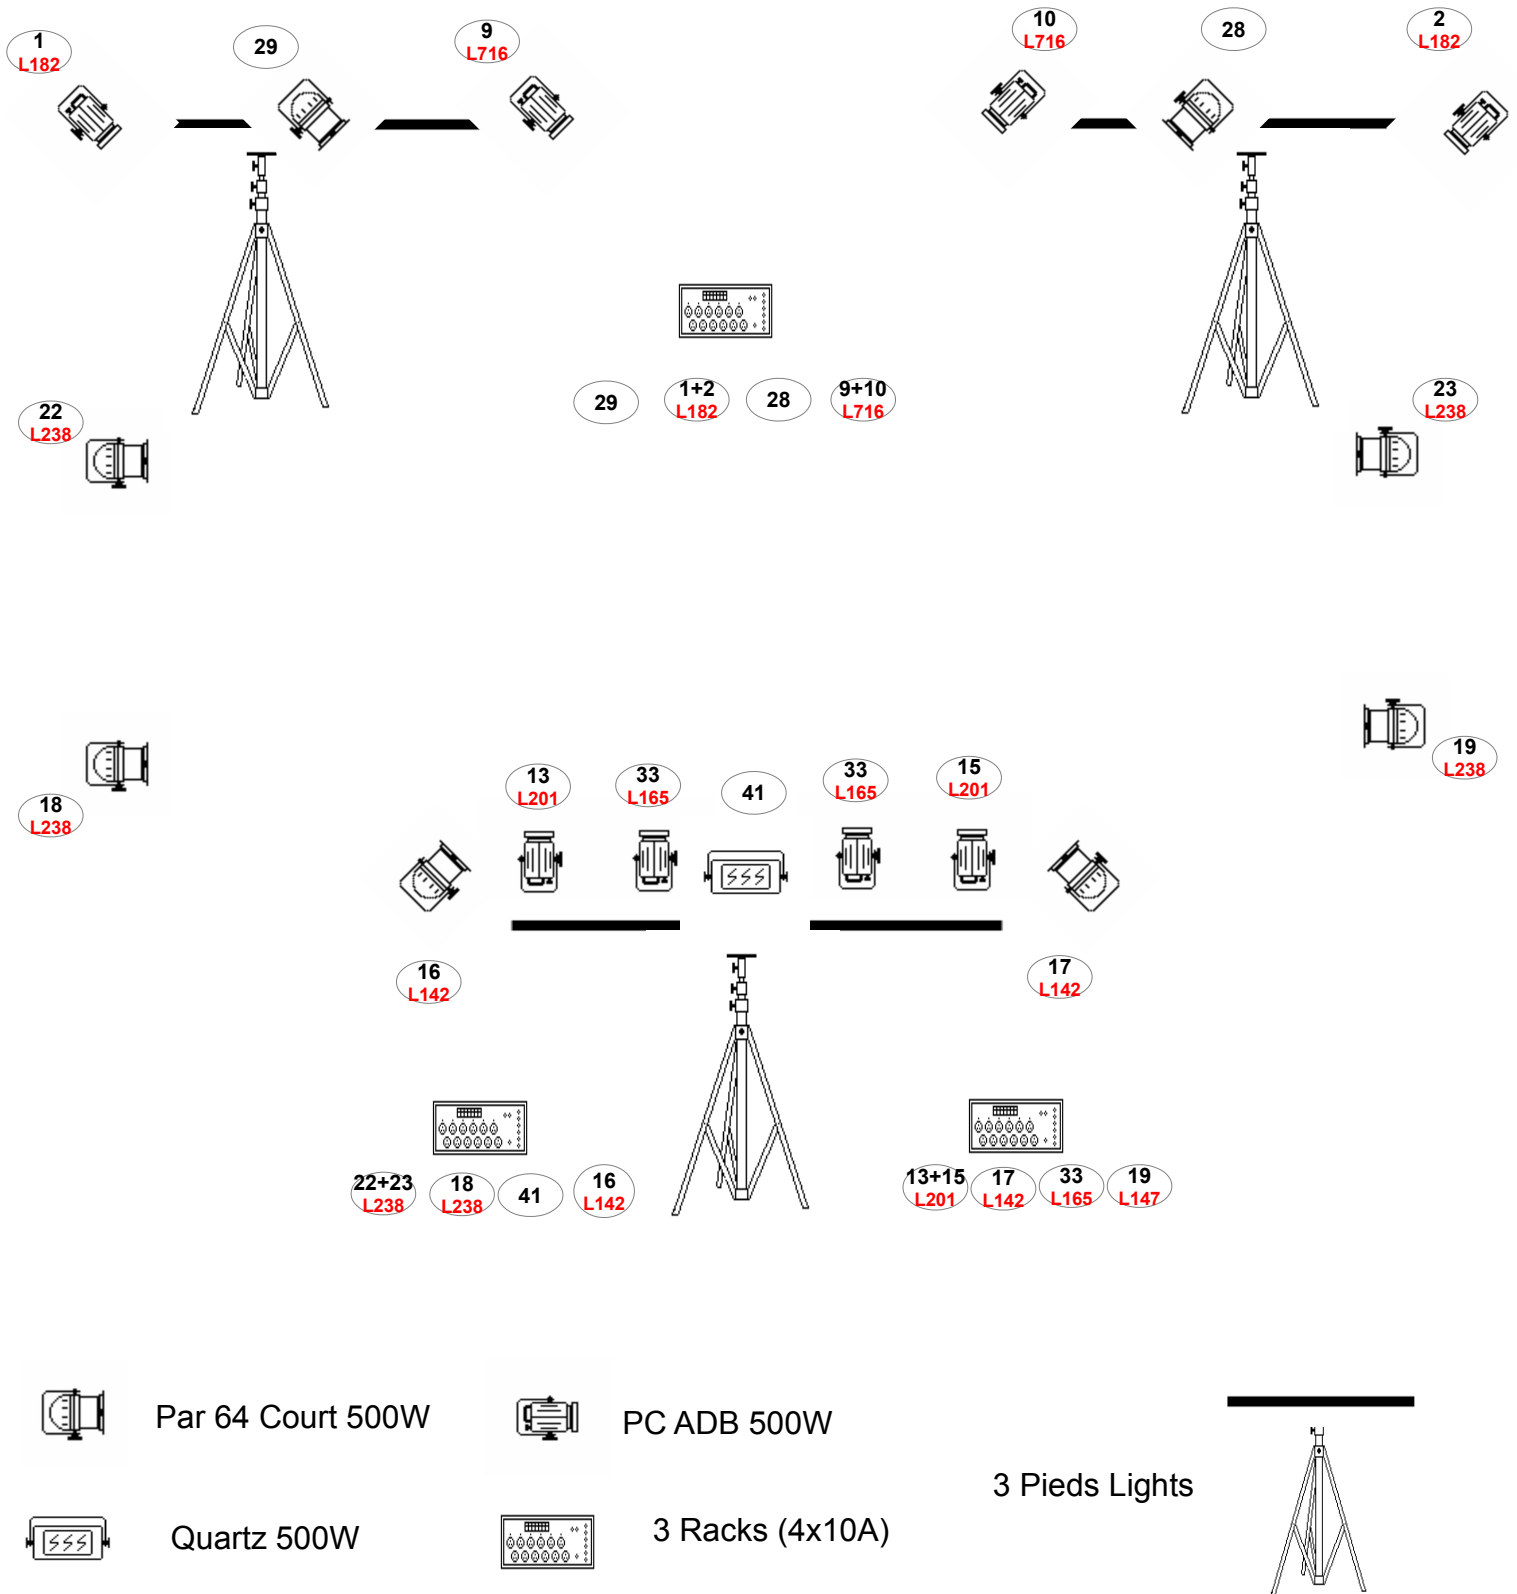 1
L182
29
9
L716
10
L716
28
2
L182
29
1+2
L182
28
9+10
L716
22
L238
23
L238
18
L238
19
L238
13
L201
33
L165
41
33
L165
15
L201
16
L142
17
L142
22+23
L238
18
L238
41
16
L142
13+15
L201
17
L142
33
L165
19
L147
Par 64 Court 500W
PC ADB 500W
3 Pieds Lights
Quartz 500W
3 Racks (4x10A)